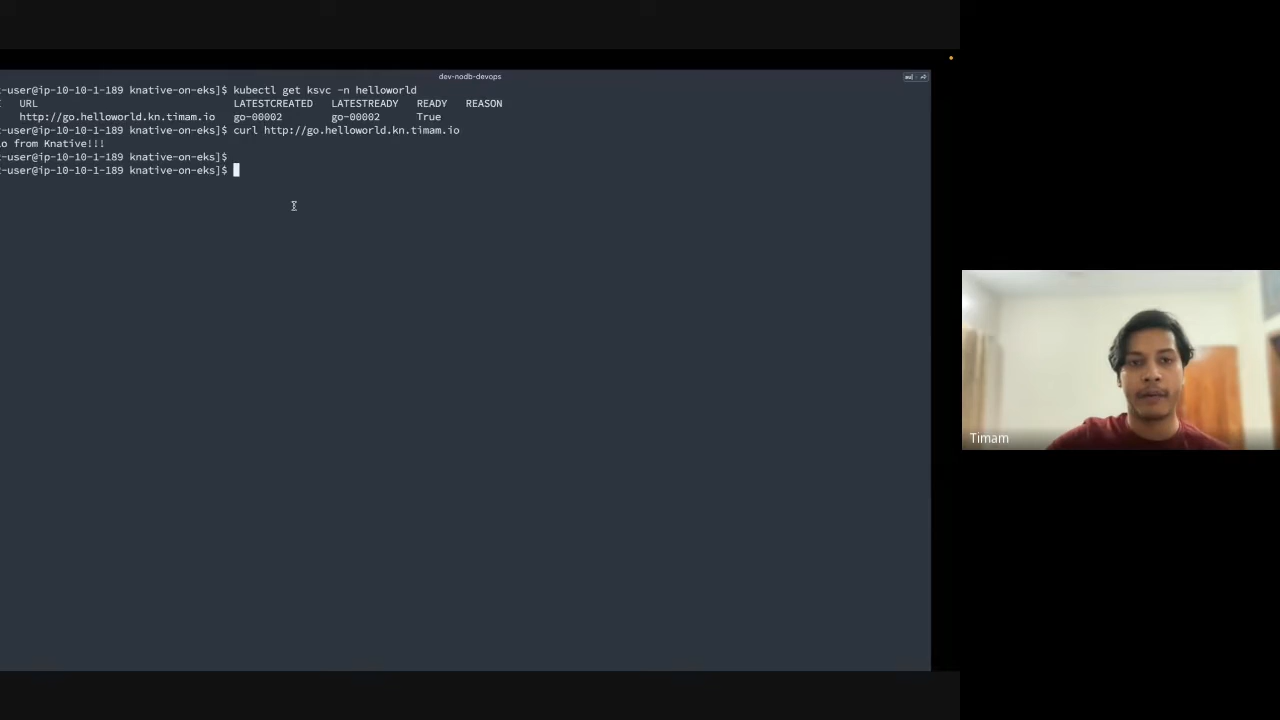 dev-nodb-devops
-user@ip-10-10-1-189 knative-on-eks]$ kubectl get ksvc -n helloworld
URL LATESTCREATED LATESTREADY READY REASON
http://go.helloworld.kn.timam.io go-00002 go-00002 True
-user@ip-10-10-1-189 knative-on-eks]$ curl http://go.helloworld.kn.timam.io
lo from Knative!!!
-user@ip-10-10-1-189 knative-on-eks]$
-user@ip-10-10-1-189 knative-on-eks]$
Timam